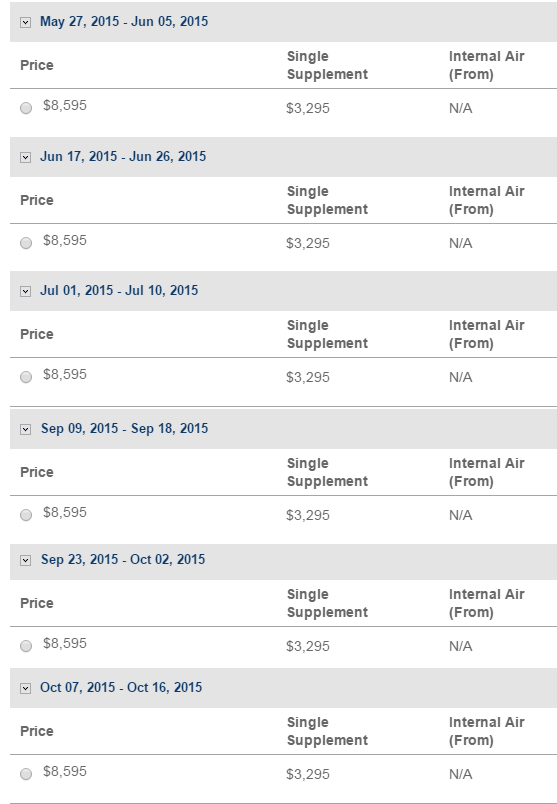 May 27, 2015 - Jun 05, 2015
Price Single Supplement Internal Air (From)
$8,595 $3,295 N/A
Jun 17, 2015 - Jun 26, 2015
Price Single Supplement Internal Air (From)
$8,595 $3,295 N/A
Jul 01, 2015 - Jul 10, 2015
Price Single Supplement Internal Air (From)
$8,595 $3,295 N/A
Sep 09, 2015 - Sep 18, 2015
Price Single Supplement Internal Air (From)
$8,595 $3,295 N/A
Sep 23, 2015 - Oct 02, 2015
Price Single Supplement Internal Air (From)
$8,595 $3,295 N/A
Oct 07, 2015 - Oct 16, 2015
Price Single Supplement Internal Air (From)
$8,595 $3,295 N/A